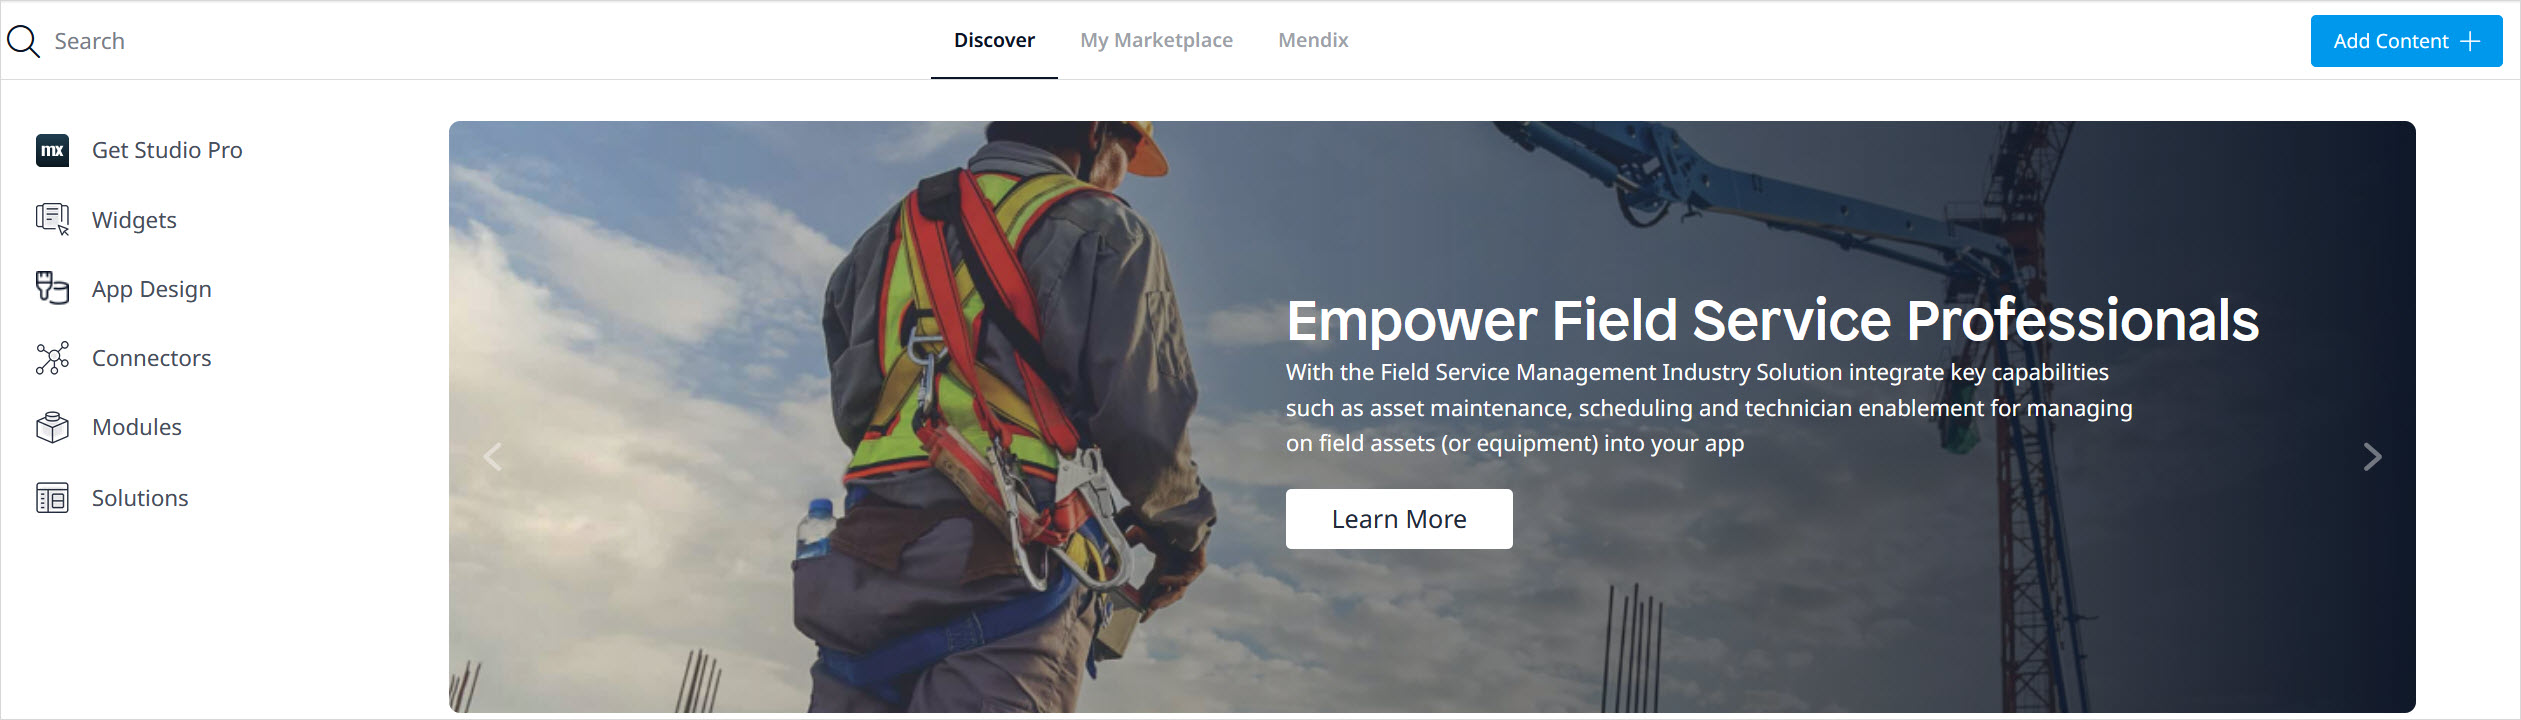 Search
Discover
My Marketplace
Mendix
Add Content
mx
Get Studio Pro
Widgets
App Design
Connectors
Modules
Solutions
Empower Field Service Professionals
With the Field Service Management Industry Solution integrate key capabilities
such as asset maintenance, scheduling and technician enablement for managing
on field assets (or equipment) into your app
Learn More